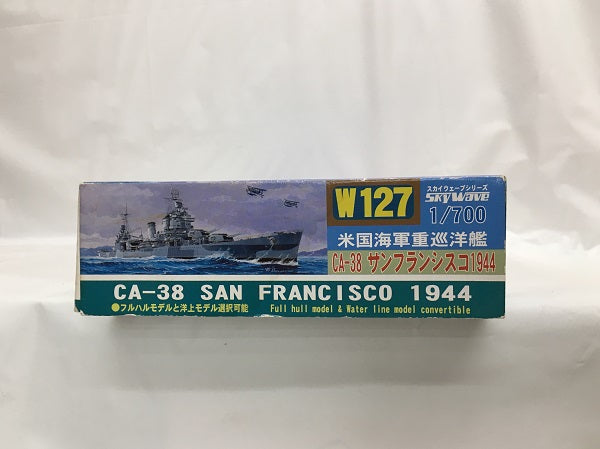 W127
スカイウェーブシリーズ
SKYWAVE
1/700
米国海軍重巡洋艦
CA-38 サンフランシスコ1944
CA-38 SAN FRANCISCO 1944
●フルハルモデルと洋上モデル選択可能 Full hull model & Water line model convertible